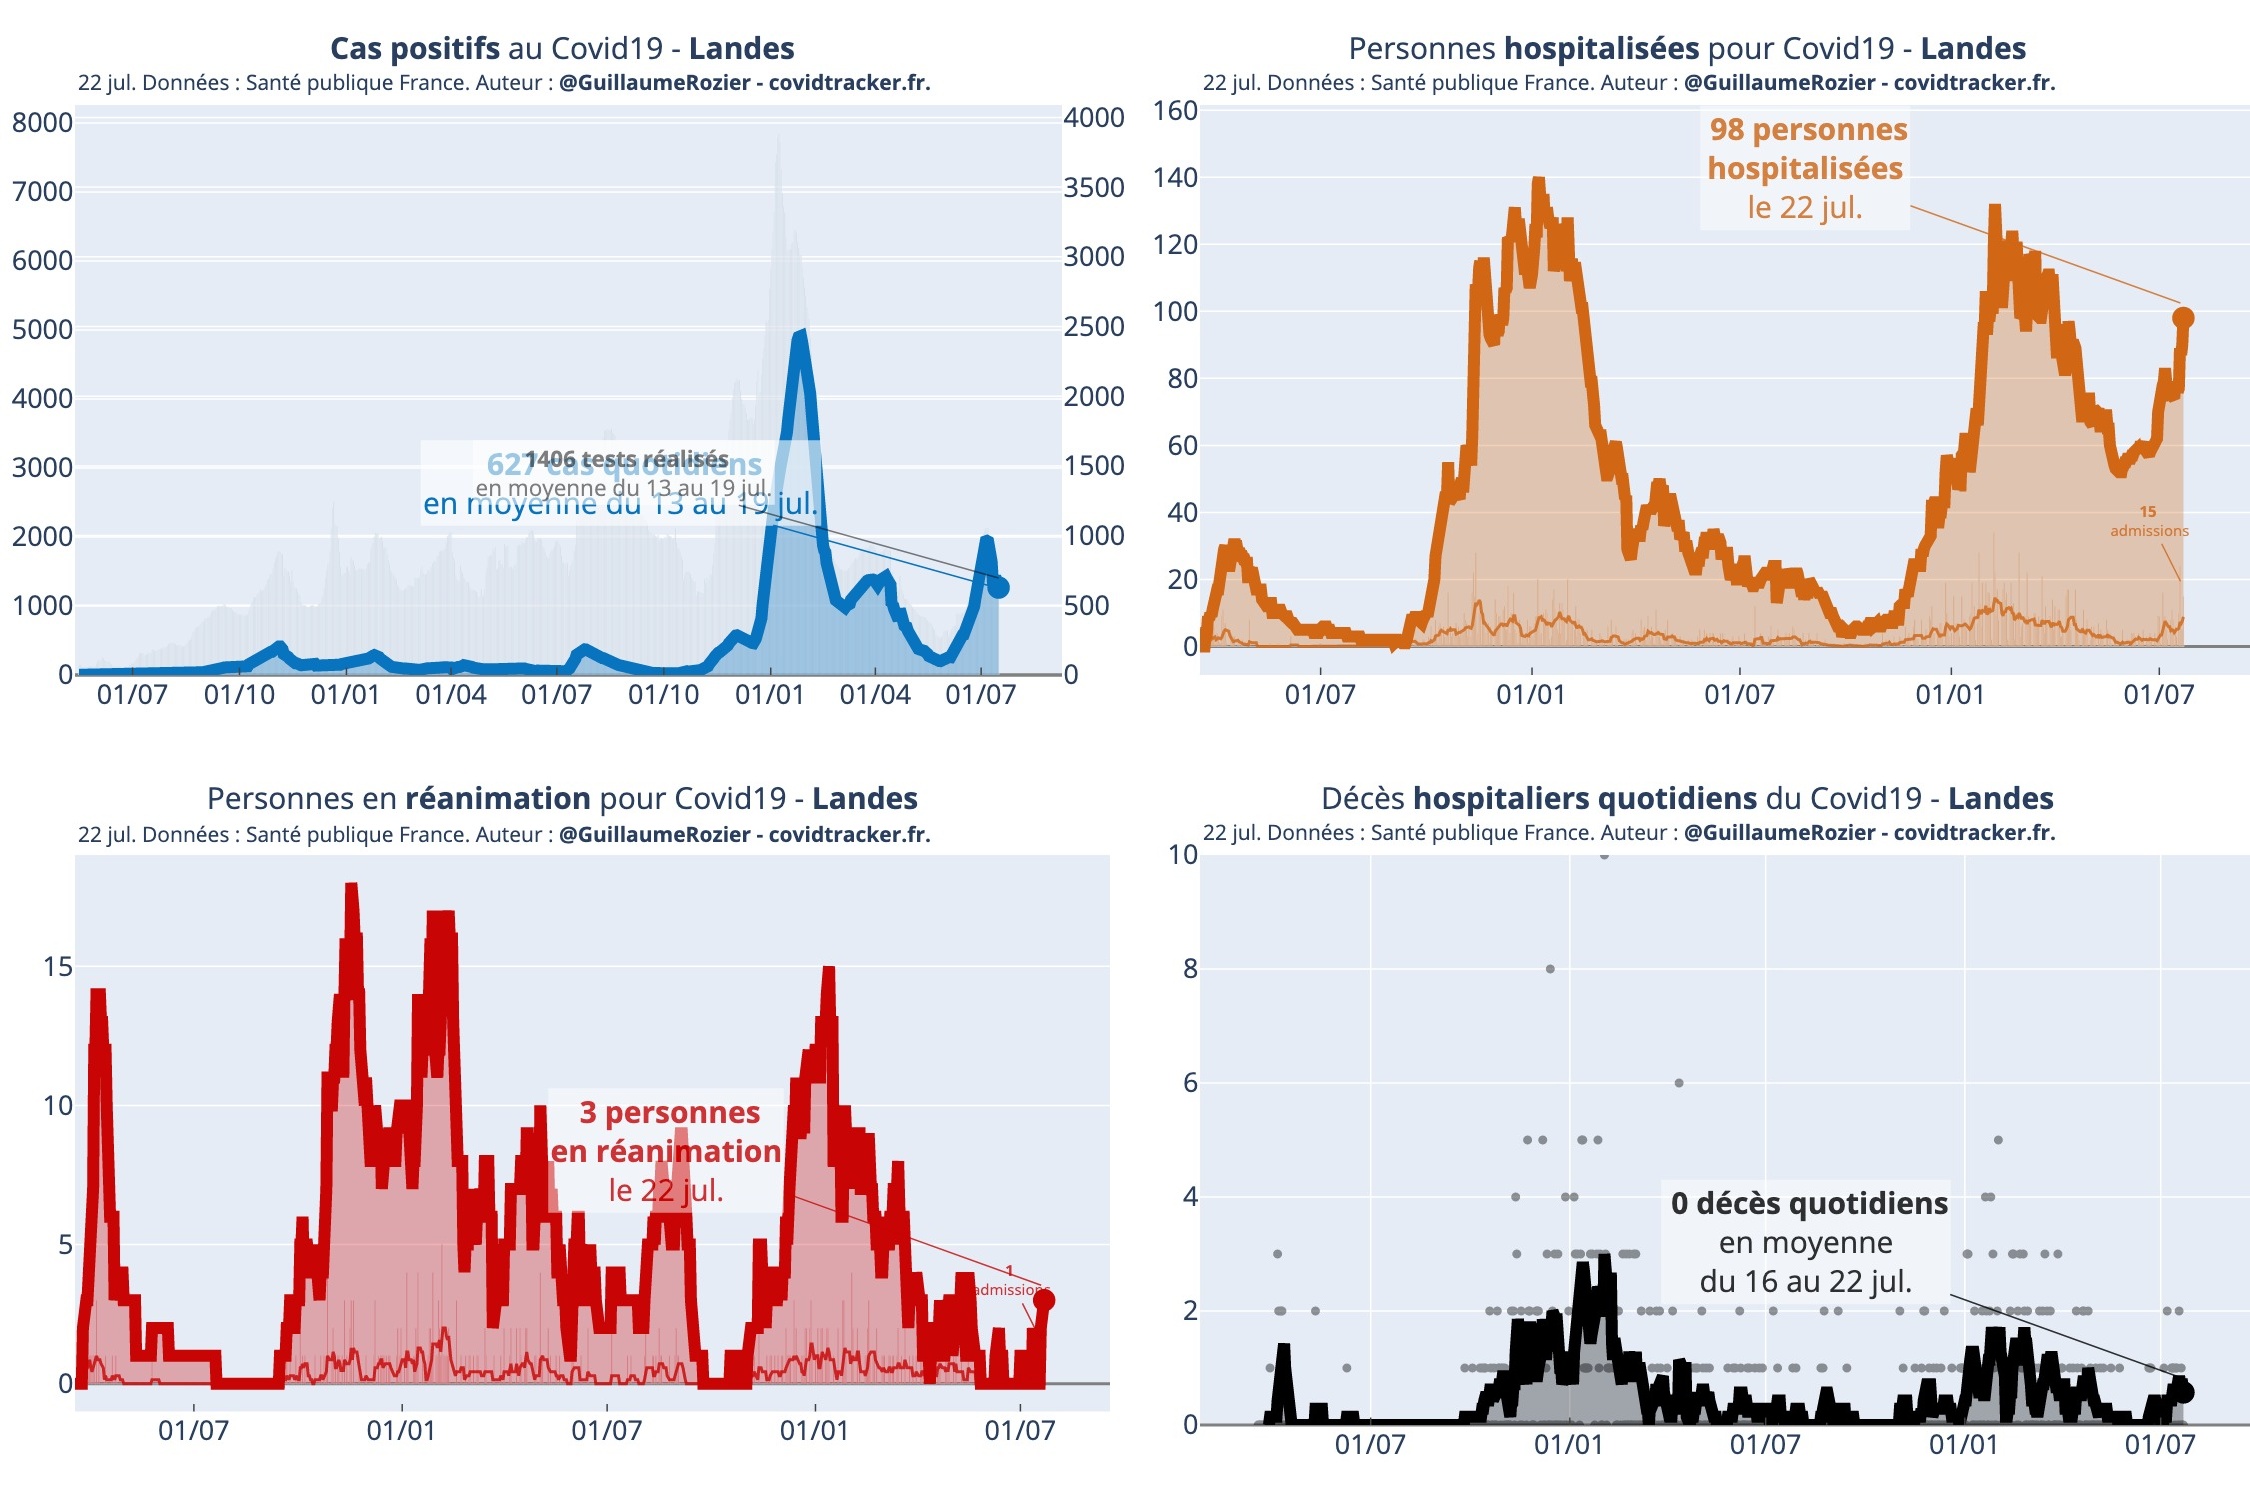 Cas positifs au Covid19 - Landes
22 jul. Données : Santé publique France. Auteur : @GuillaumeRozier - covidtracker.fr.
8000
7000
6000
5000
4000
3000
2000
1000
0
4000
3500
3000
2500
2000
1500
1000
500
0
1406 tests réalisés
en moyenne du 13 au 19 jul.
627 cas quotidiens
en moyenne du 13 au 19 jul.
01/07 01/10 01/01 01/04 01/07 01/10 01/01 01/04 01/07
Personnes hospitalisées pour Covid19 - Landes
22 jul. Données : Santé publique France. Auteur : @GuillaumeRozier - covidtracker.fr.
160
140
120
100
80
60
40
20
0
98 personnes
hospitalisées
le 22 jul.
15
admissions
01/07 01/01 01/07 01/01 01/07
Personnes en réanimation pour Covid19 - Landes
22 jul. Données : Santé publique France. Auteur : @GuillaumeRozier - covidtracker.fr.
15
10
5
0
3 personnes
en réanimation
le 22 jul.
1
admissions
01/07 01/01 01/07 01/01 01/07
Décès hospitaliers quotidiens du Covid19 - Landes
22 jul. Données : Santé publique France. Auteur : @GuillaumeRozier - covidtracker.fr.
10
8
6
4
2
0
0 décès quotidiens
en moyenne
du 16 au 22 jul.
01/07 01/01 01/07 01/01 01/07